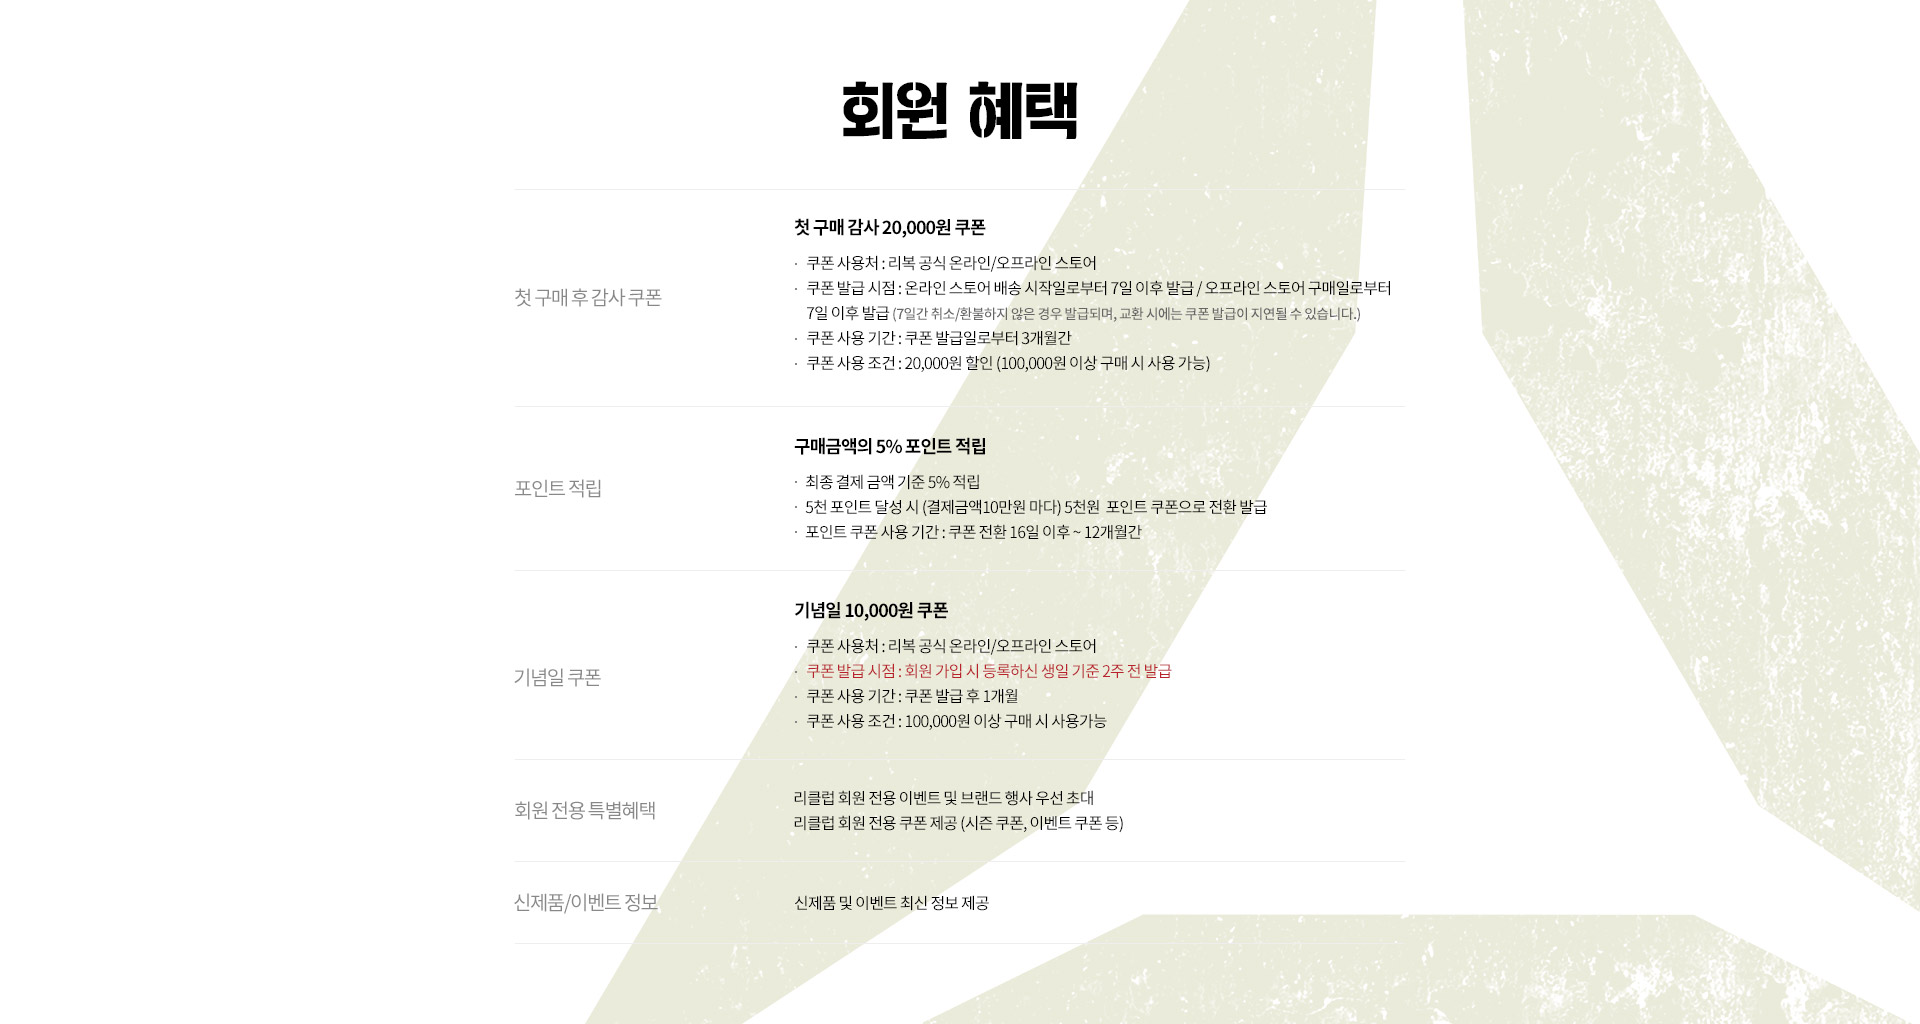 회원 혜택
첫 구매 후 감사 쿠폰
첫 구매 감사 20,000원 쿠폰
· 쿠폰 사용처 : 리복 공식 온라인/오프라인 스토어
· 쿠폰 발급 시점 : 온라인 스토어 배송 시작일로부터 7일 이후 발급 / 오프라인 스토어 구매일로부터
7일 이후 발급 (7일간 취소/환불하지 않은 경우 발급되며, 교환 시에는 쿠폰 발급이 지연될 수 있습니다.)
· 쿠폰 사용 기간 : 쿠폰 발급일로부터 3개월간
· 쿠폰 사용 조건 : 20,000원 할인 (100,000원 이상 구매 시 사용 가능)
포인트 적립
구매금액의 5% 포인트 적립
· 최종 결제 금액 기준 5% 적립
· 5천 포인트 달성 시 (결제금액10만원 마다) 5천원 포인트 쿠폰으로 전환 발급
· 포인트 쿠폰 사용 기간 : 쿠폰 전환 16일 이후 ~ 12개월간
기념일 쿠폰
기념일 10,000원 쿠폰
· 쿠폰 사용처 : 리복 공식 온라인/오프라인 스토어
· 쿠폰 발급 시점 : 회원 가입 시 등록하신 생일 기준 2주 전 발급
· 쿠폰 사용 기간 : 쿠폰 발급 후 1개월
· 쿠폰 사용 조건 : 100,000원 이상 구매 시 사용가능
회원 전용 특별혜택
리클럽 회원 전용 이벤트 및 브랜드 행사 우선 초대
리클럽 회원 전용 쿠폰 제공 (시즌 쿠폰, 이벤트 쿠폰 등)
신제품/이벤트 정보
신제품 및 이벤트 최신 정보 제공